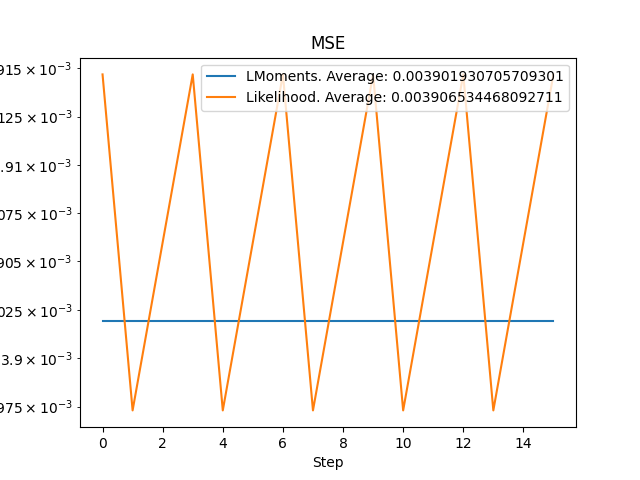 MSE
LMoments. Average: 0.003901930705709301
Likelihood. Average: 0.003906534468092711
915 × 10⁻³
125 × 10⁻³
.91 × 10⁻³
075 × 10⁻³
905 × 10⁻³
025 × 10⁻³
3.9 × 10⁻³
975 × 10⁻³
0 2 4 6 8 10 12 14
Step